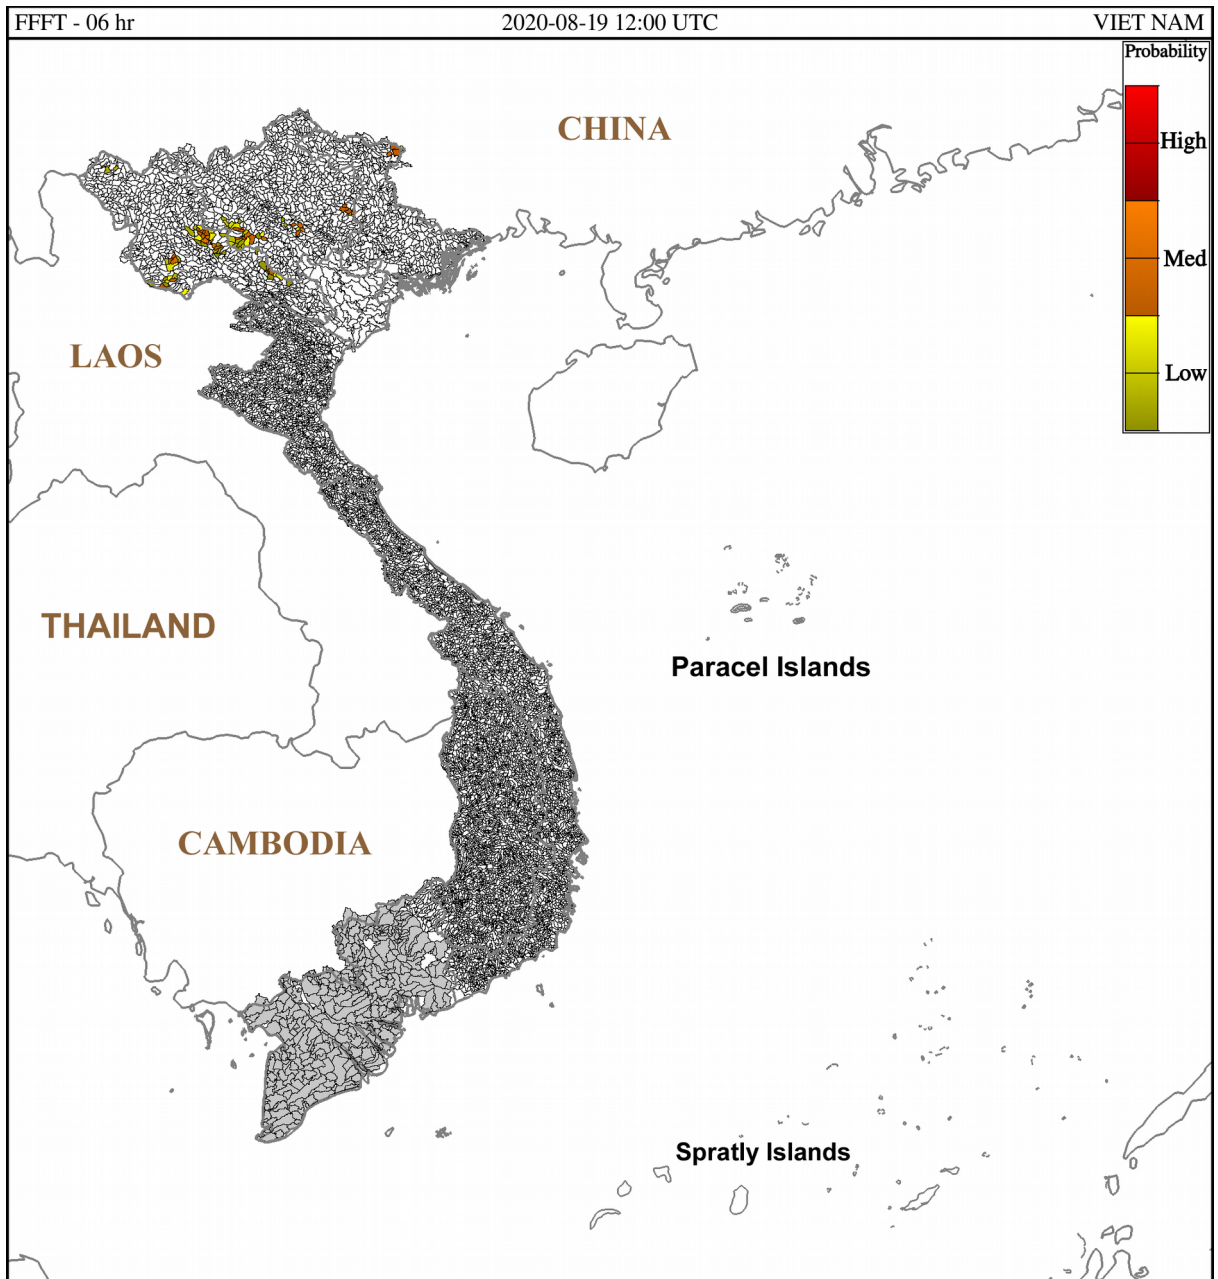 FFFT - 06 hr 2020-08-19 12:00 UTC VIET NAM
Probability
High
Med
Low
CHINA
LAOS
THAILAND
Paracel Islands
CAMBODIA
Spratly Islands